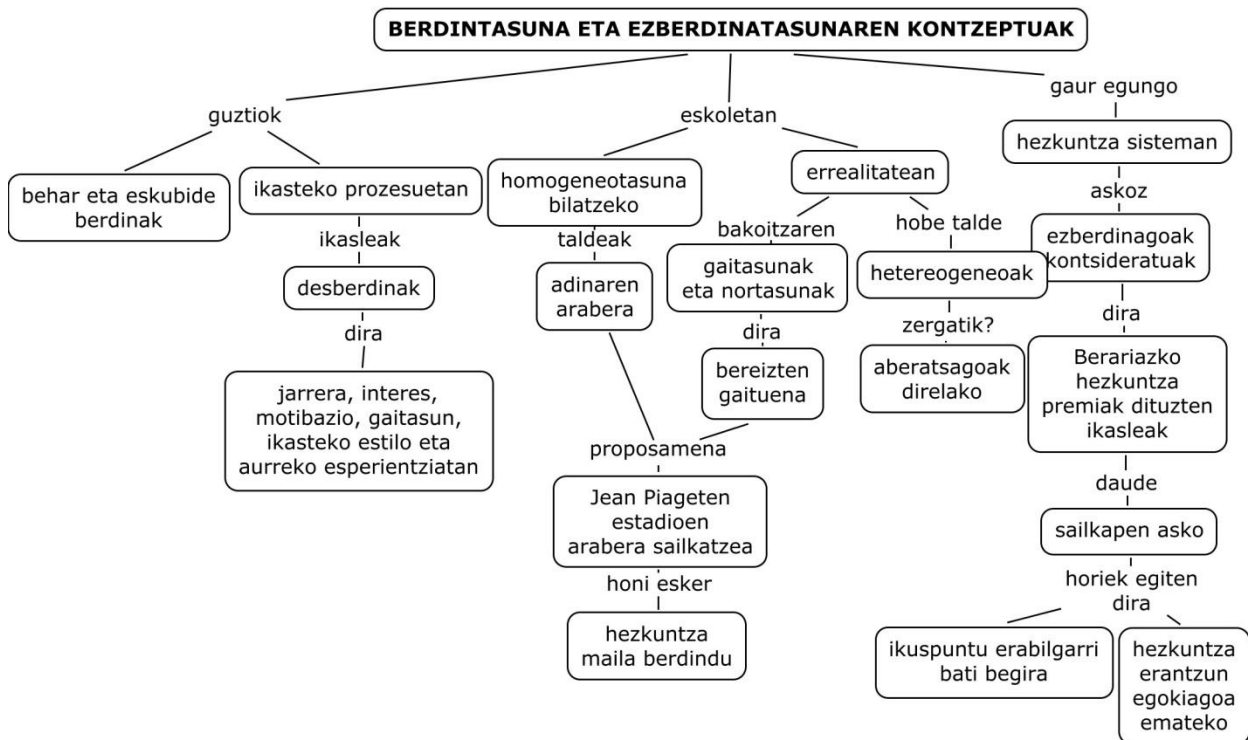 BERDINTASUNA ETA EZBERDINATASUNAREN KONTZEPTUAK
guztiok
behar eta eskubide
berdinak
ikasteko prozesuetan
ikasleak
desberdinak
dira
jarrera, interes,
motibazio, gaitasun,
ikasteko estilo eta
aurreko esperientziatan
eskoletan
homogeneotasuna
bilatzeko
taldeak
adinaren
arabera
errealitatean
bakoitzaren
gaitasunak
eta nortasunak
dira
bereizten
gaituena
proposamena
Jean Piageten
estadioen
arabera sailkatzea
honi esker
hezkuntza
maila berdindu
hobe talde
hetereogeneoak
zergatik?
aberatsagoak
direlako
gaur egungo
hezkuntza sisteman
askoz
ezberdinagoak
kontsideratuak
dira
Berariazko
hezkuntza
premiak dituzten
ikasleak
daude
sailkapen asko
horiek egiten
dira
ikuspuntu erabilgarri
bati begira
hezkuntza
erantzun
egokiagoa
emateko